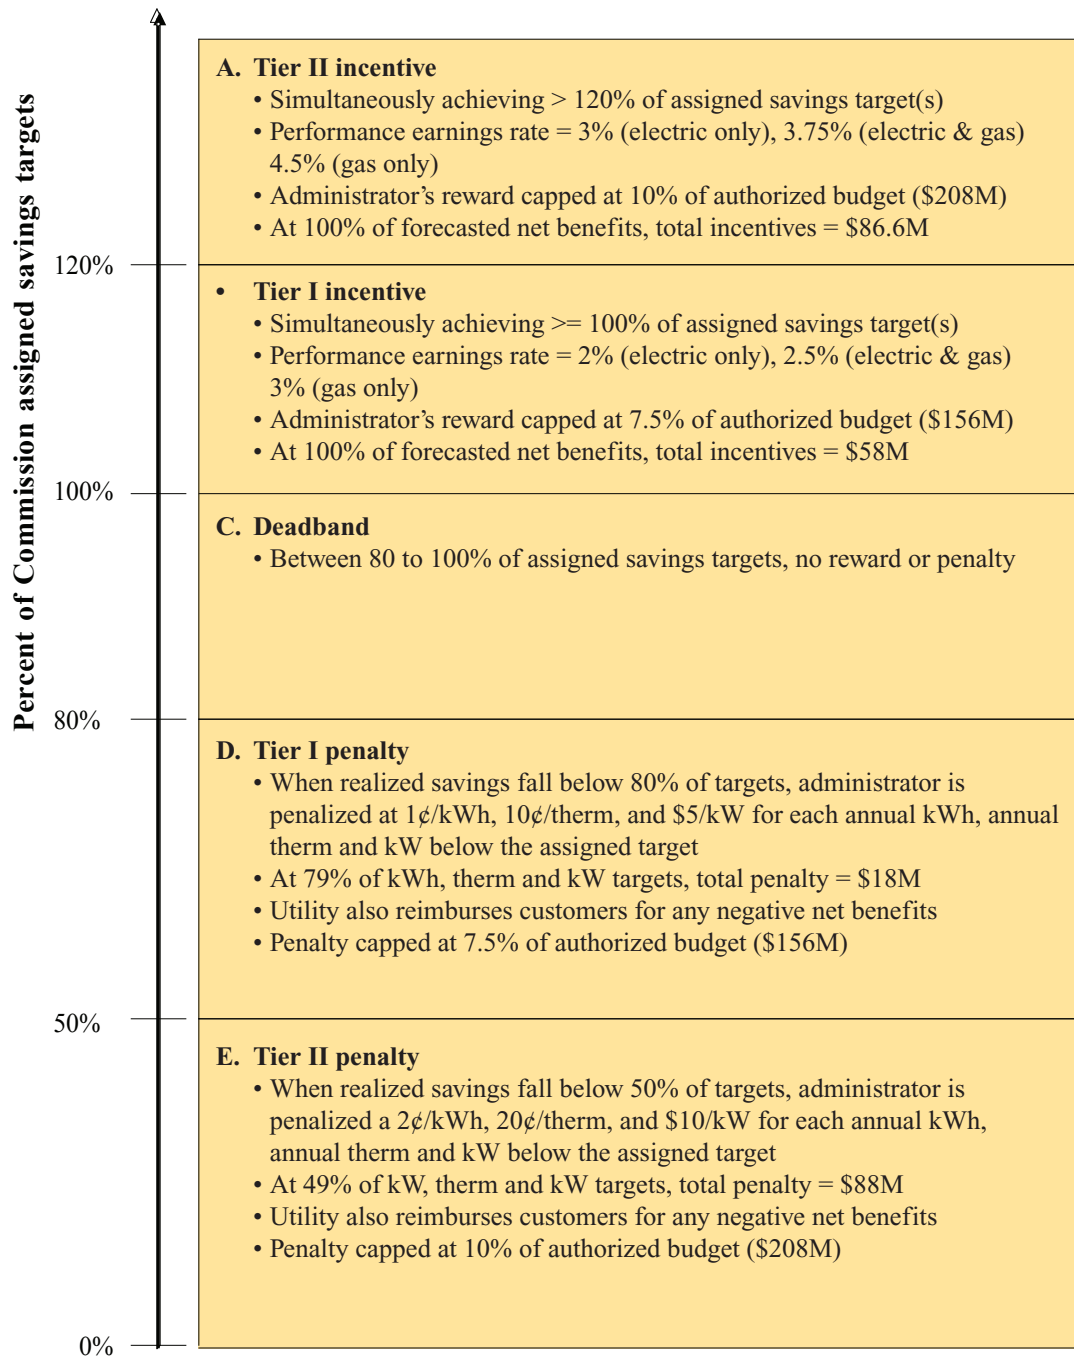 Percent of Commission assigned savings targets
A. Tier II incentive
• Simultaneously achieving > 120% of assigned savings target(s)
• Performance earnings rate = 3% (electric only), 3.75% (electric & gas)
4.5% (gas only)
• Administrator's reward capped at 10% of authorized budget ($208M)
• At 100% of forecasted net benefits, total incentives = $86.6M
120%
• Tier I incentive
• Simultaneously achieving >= 100% of assigned savings target(s)
• Performance earnings rate = 2% (electric only), 2.5% (electric & gas)
3% (gas only)
• Administrator's reward capped at 7.5% of authorized budget ($156M)
• At 100% of forecasted net benefits, total incentives = $58M
100%
C. Deadband
• Between 80 to 100% of assigned savings targets, no reward or penalty
80%
D. Tier I penalty
• When realized savings fall below 80% of targets, administrator is
penalized at 1¢/kWh, 10¢/therm, and $5/kW for each annual kWh, annual
therm and kW below the assigned target
• At 79% of kWh, therm and kW targets, total penalty = $18M
• Utility also reimburses customers for any negative net benefits
• Penalty capped at 7.5% of authorized budget ($156M)
50%
E. Tier II penalty
• When realized savings fall below 50% of targets, administrator is
penalized a 2¢/kWh, 20¢/therm, and $10/kW for each annual kWh,
annual therm and kW below the assigned target
• At 49% of kW, therm and kW targets, total penalty = $88M
• Utility also reimburses customers for any negative net benefits
• Penalty capped at 10% of authorized budget ($208M)
0%